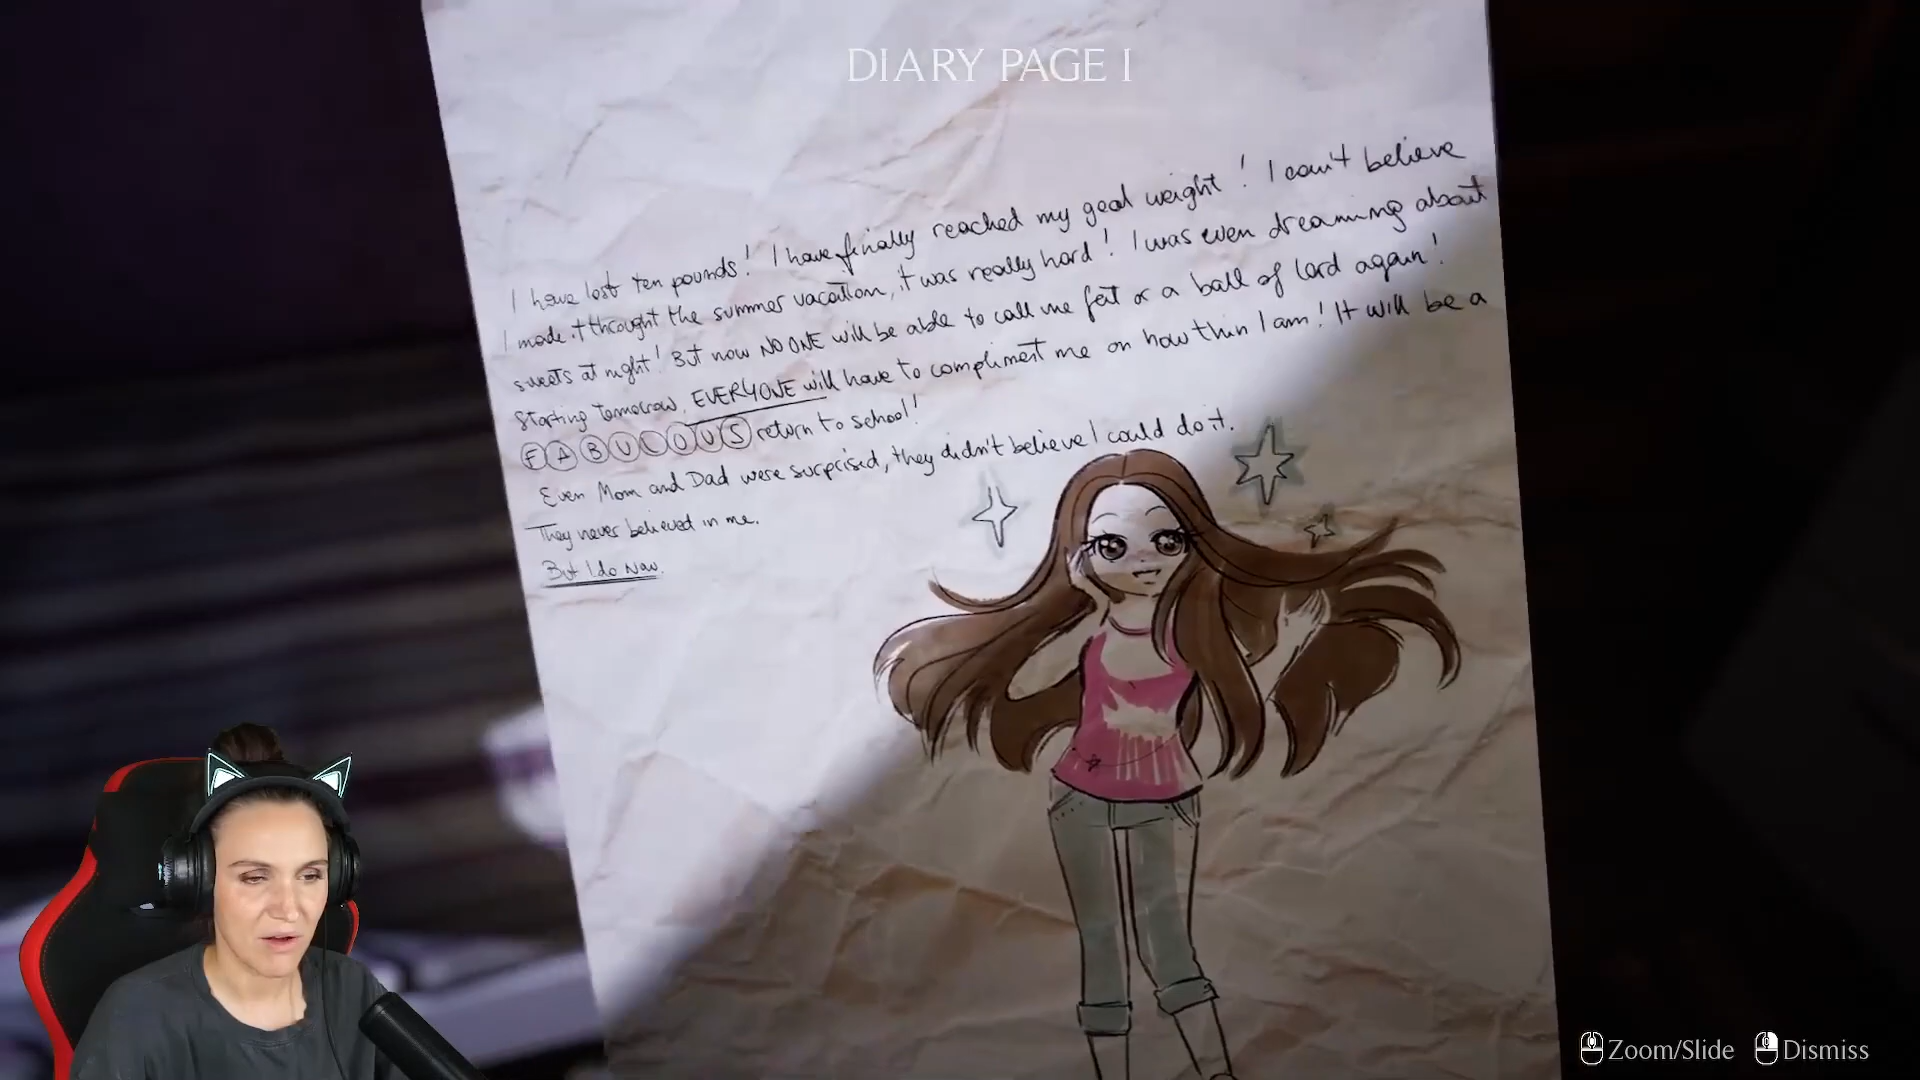 DIARY PAGE I
I have lost ten pounds! I have finally reached my goal weight! I can't believe
I made it throught the summer vacation, it was really hard! I was even dreaming about
sweets at night! But now NO ONE will be able to call me fat or a ball of lard again!
Starting tomorrow, EVERYONE will have to compliment me on how thin I am! It will be a
FABULOUS return to school!
Even Mom and Dad were surprised, they didn't believe I could do it.
They never believed in me.
But I do now.
Zoom/Slide
Dismiss